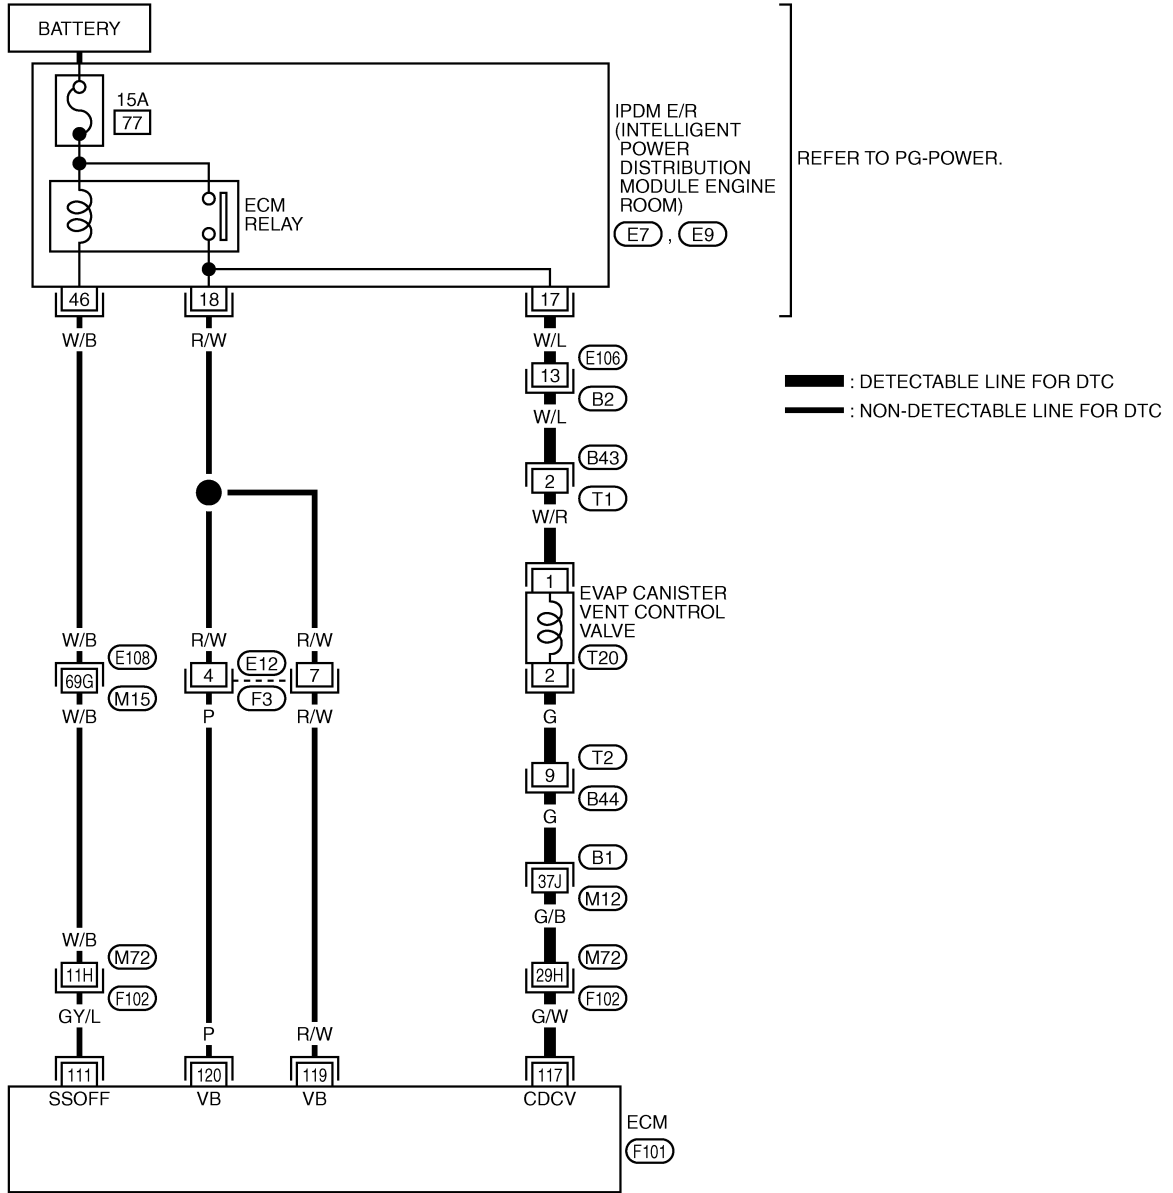 BATTERY
15A
77
IPDM E/R
(INTELLIGENT
POWER
DISTRIBUTION
MODULE ENGINE
ROOM)
E7 , E9
REFER TO PG-POWER.
ECM
RELAY
46 18 17
W/B R/W W/L
E106
13
B2
: DETECTABLE LINE FOR DTC
: NON-DETECTABLE LINE FOR DTC
W/L
B43
2
T1
W/R
1
EVAP CANISTER
VENT CONTROL
VALVE
T20
2
W/B R/W R/W
E108
69G
M15
4
E12
F3
7
W/B P R/W G
T2
9
B44
G
B1
37J
M12
G/B
W/B
M72
11H
F102
M72
29H
F102
GY/L G/W
P R/W
111 120 119 117
SSOFF VB VB CDCV
ECM
F101